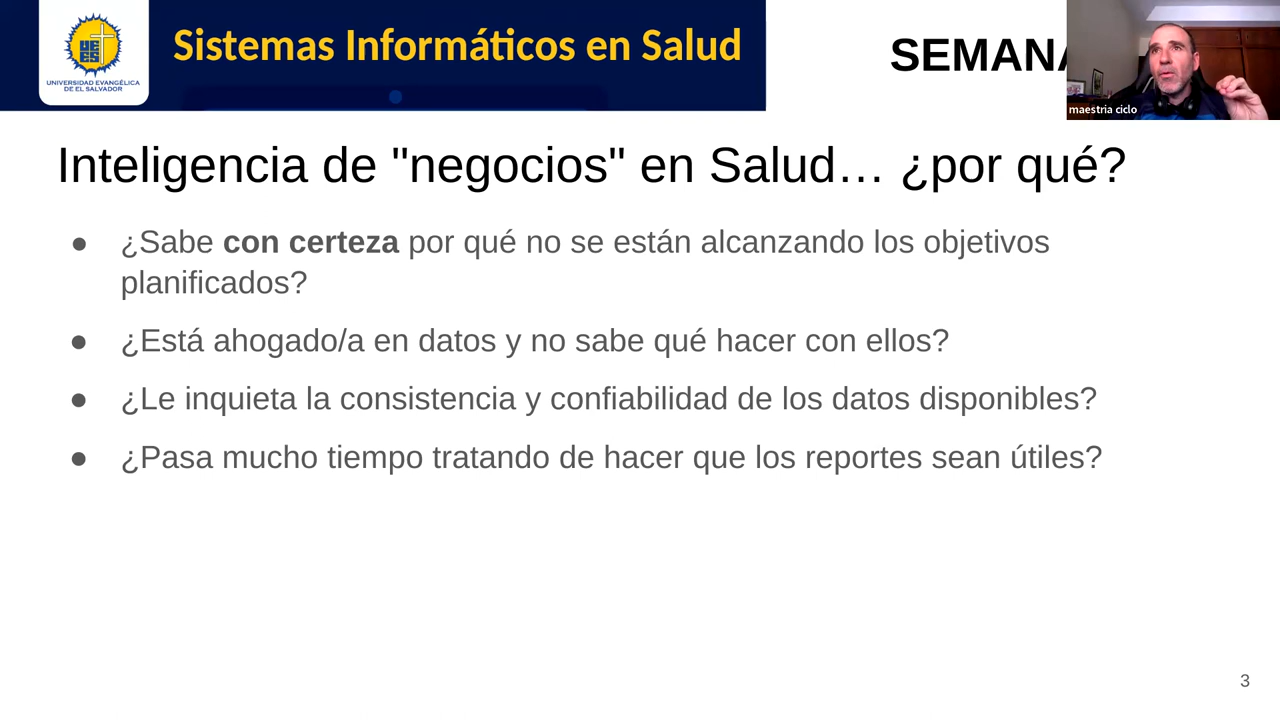 Sistemas Informáticos en Salud
UNIVERSIDAD EVANGÉLICA
DE EL SALVADOR
SEMANA
maestria ciclo
Inteligencia de "negocios" en Salud… ¿por qué?
● ¿Sabe con certeza por qué no se están alcanzando los objetivos
planificados?
● ¿Está ahogado/a en datos y no sabe qué hacer con ellos?
● ¿Le inquieta la consistencia y confiabilidad de los datos disponibles?
● ¿Pasa mucho tiempo tratando de hacer que los reportes sean útiles?
3